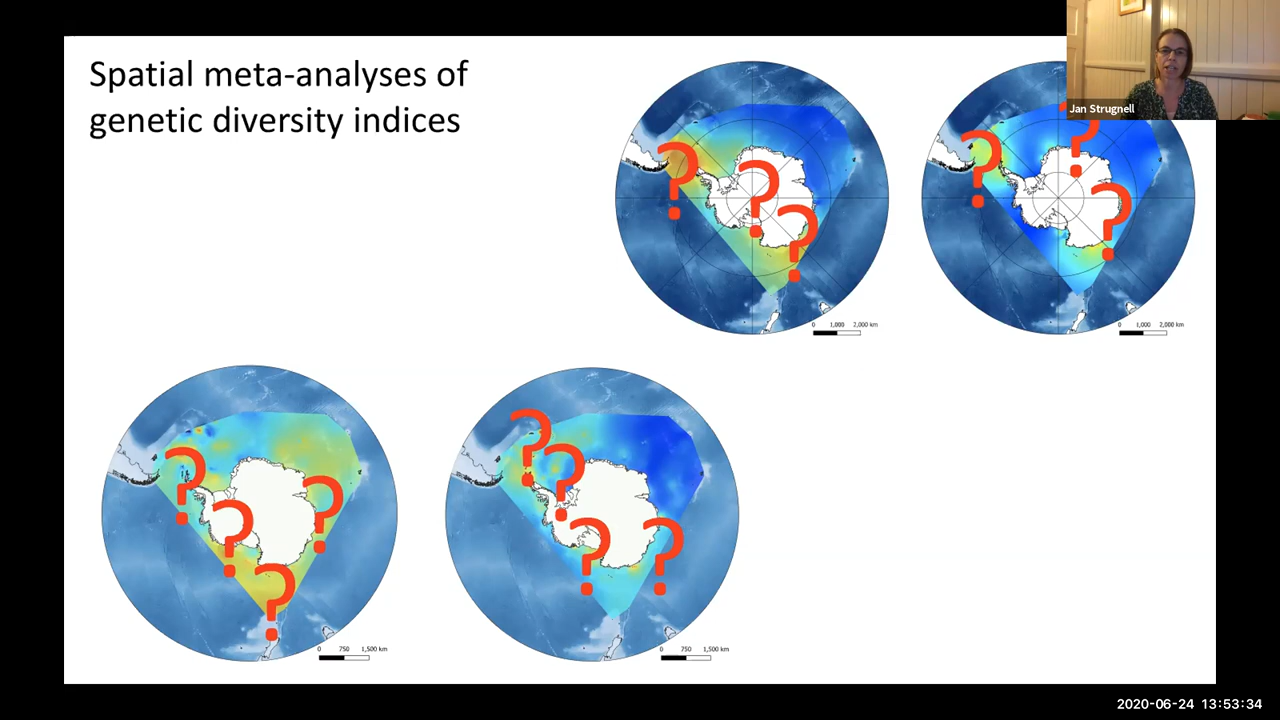 Spatial meta-analyses of
genetic diversity indices
Jan Strugnell
?
?
?
?
?
?
0 1,000 2,000 km
0 1,000 2,000 km
?
?
?
?
?
?
?
?
0 750 1,500 km
0 750 1,500 km
2020-06-24 13:53:34